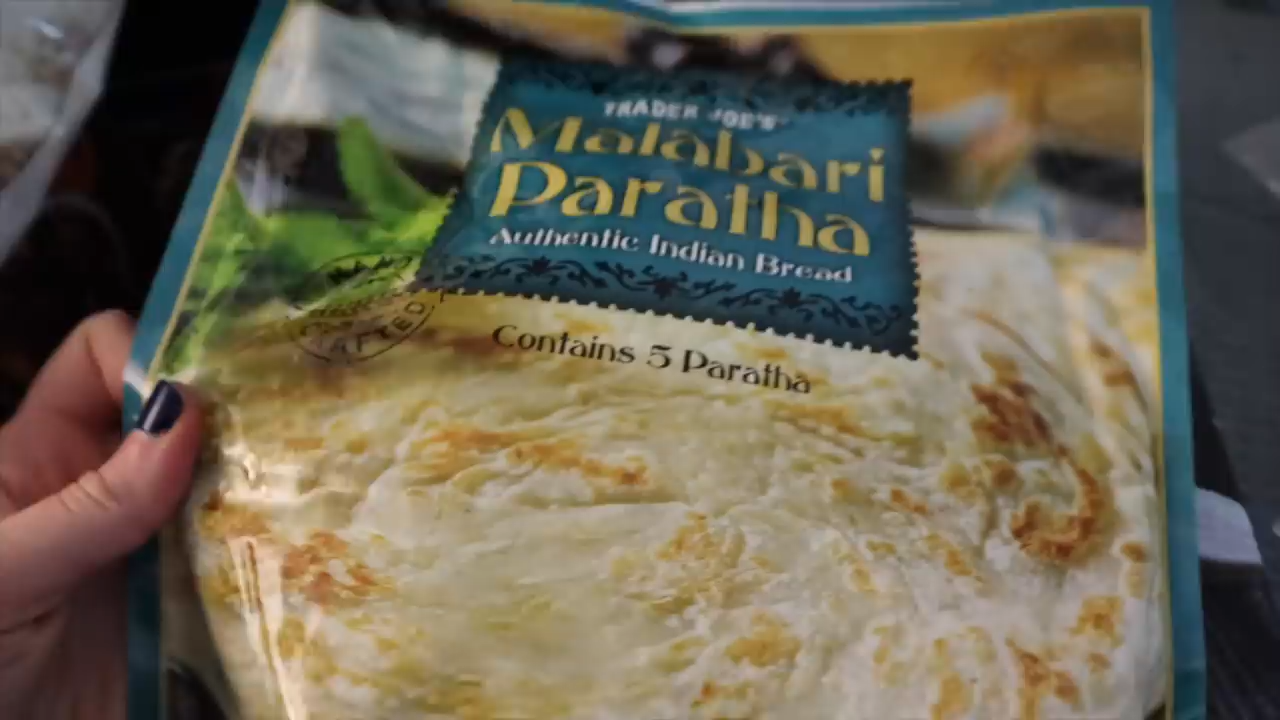 TRADER JOE'S
Malabari
Paratha
Authentic Indian Bread
Contains 5 Paratha